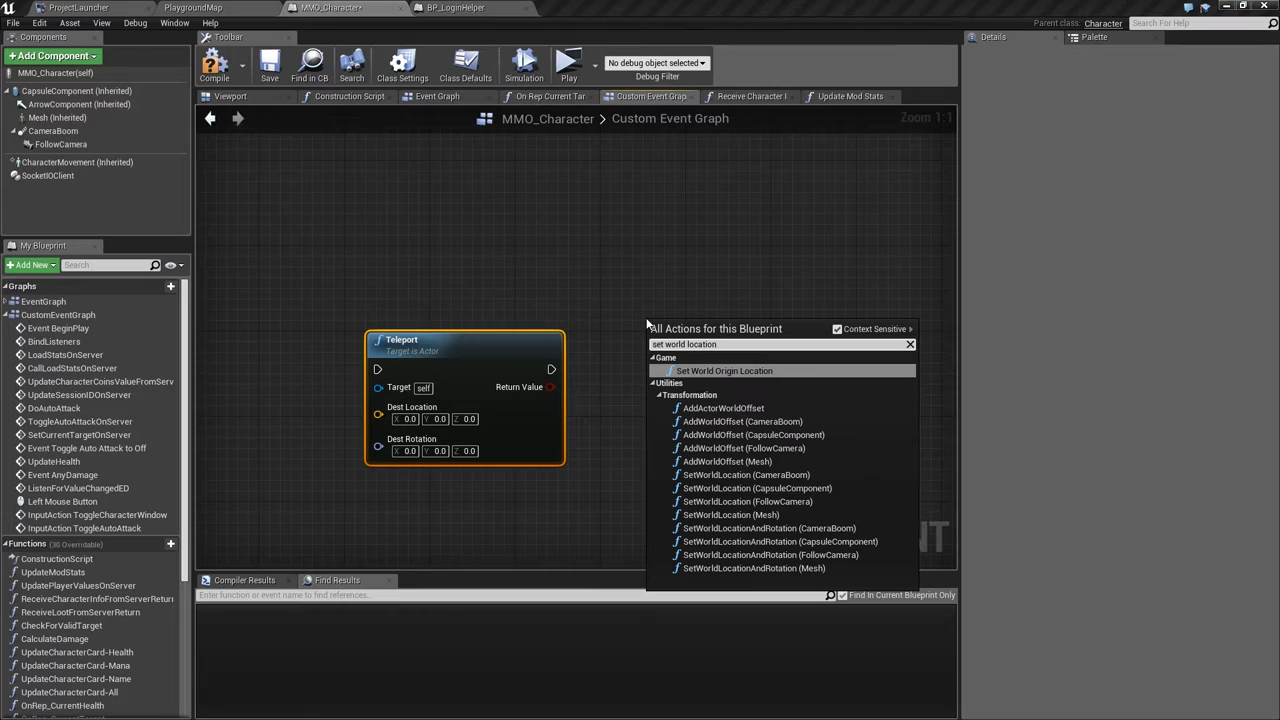 ProjectLauncher
PlaygroundMap
MMO_Character*
BP_LoginHelper
File Edit Asset View Debug Window Help
Parent class: Character
Search For Help
Components
Toolbar
Details
Palette
+Add Component
MMO_Character(self)
Compile
Save
Find in CB
Search
Class Settings
Class Defaults
Simulation
Play
No debug object selected
Debug Filter
CapsuleComponent (Inherited)
ArrowComponent (Inherited)
Mesh (Inherited)
CameraBoom
FollowCamera
CharacterMovement (Inherited)
SocketIOClient
Viewport
Construction Script
Event Graph
On Rep Current Tar
Custom Event Grap
Receive Character I
Update Mod Stats
MMO_Character > Custom Event Graph
Zoom 1:1
My Blueprint
+Add New
Search
Graphs
EventGraph
CustomEventGraph
Event BeginPlay
BindListeners
LoadStatsOnServer
CallLoadStatsOnServer
UpdateCharacterCoinsValueFromServ
UpdateSessionIDOnServer
DoAutoAttack
ToggleAutoAttackOnServer
SetCurrentTargetOnServer
Event Toggle Auto Attack to Off
UpdateHealth
Event AnyDamage
ListenForValueChangedED
Left Mouse Button
InputAction ToggleCharacterWindow
InputAction ToggleAutoAttack
Functions (30 Overridable)
ConstructionScript
UpdateModStats
UpdatePlayerValuesOnServer
ReceiveCharacterInfoFromServerReturn
ReceiveLootFromServerReturn
CheckForValidTarget
CalculateDamage
UpdateCharacterCard-Health
UpdateCharacterCard-Mana
UpdateCharacterCard-Name
UpdateCharacterCard-All
OnRep_CurrentHealth
Teleport
Target is Actor
Target self
Return Value
Dest Location
X 0.0 Y 0.0 Z 0.0
Dest Rotation
X 0.0 Y 0.0 Z 0.0
All Actions for this Blueprint
Context Sensitive
set world location
Game
Set World Origin Location
Utilities
Transformation
AddActorWorldOffset
AddWorldOffset (CameraBoom)
AddWorldOffset (CapsuleComponent)
AddWorldOffset (FollowCamera)
AddWorldOffset (Mesh)
SetWorldLocation (CameraBoom)
SetWorldLocation (CapsuleComponent)
SetWorldLocation (FollowCamera)
SetWorldLocation (Mesh)
SetWorldLocationAndRotation (CameraBoom)
SetWorldLocationAndRotation (CapsuleComponent)
SetWorldLocationAndRotation (FollowCamera)
SetWorldLocationAndRotation (Mesh)
Compiler Results
Find Results
Enter function or event name to find references...
Find In Current Blueprint Only